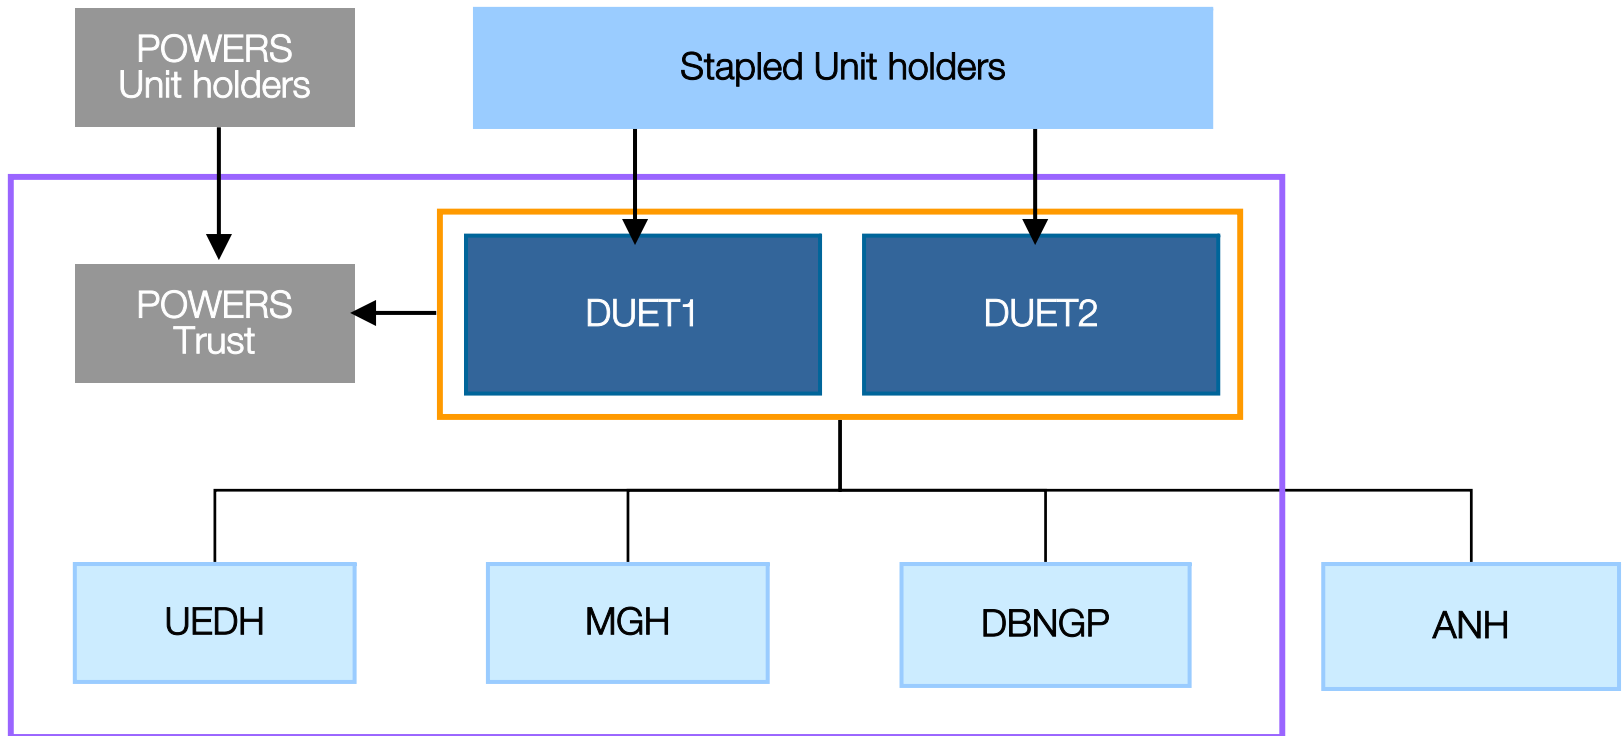 POWERS
Unit holders
Stapled Unit holders
POWERS
Trust
DUET1
DUET2
UEDH
MGH
DBNGP
ANH